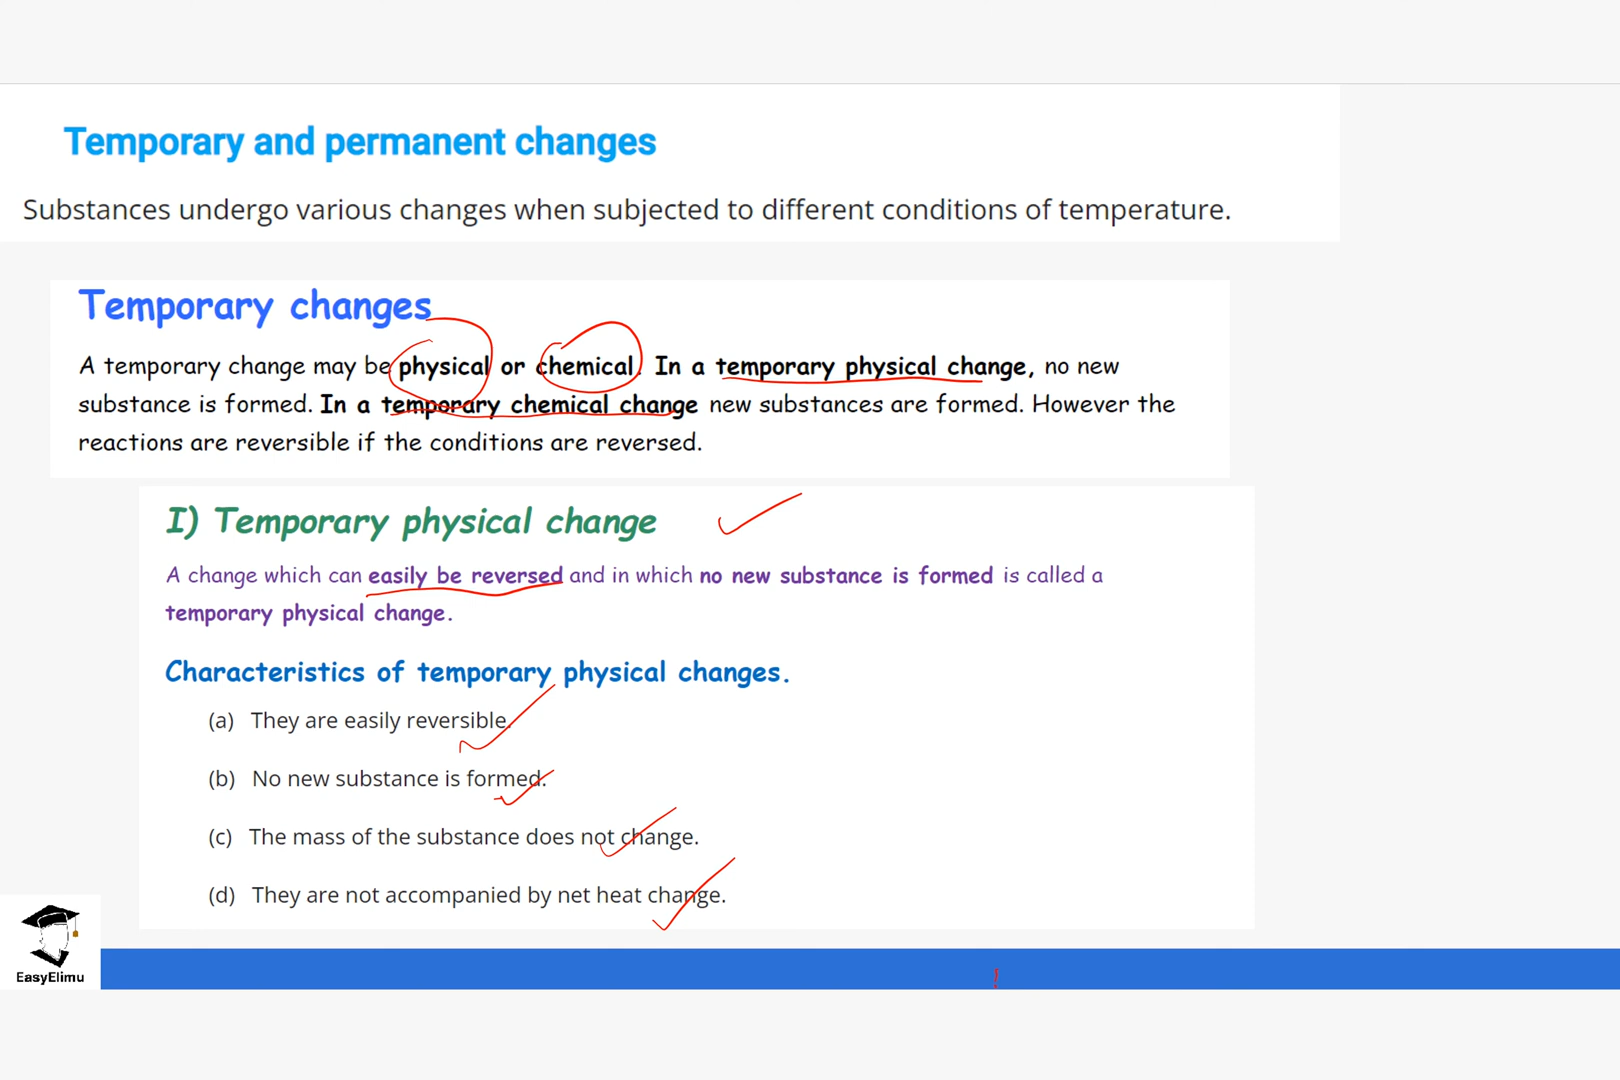 Temporary and permanent changes
Substances undergo various changes when subjected to different conditions of temperature.
Temporary changes
A temporary change may be physical or chemical. In a temporary physical change, no new
substance is formed. In a temporary chemical change new substances are formed. However the
reactions are reversible if the conditions are reversed.
I) Temporary physical change
A change which can easily be reversed and in which no new substance is formed is called a
temporary physical change.
Characteristics of temporary physical changes.
(a) They are easily reversible.
(b) No new substance is formed.
(c) The mass of the substance does not change.
(d) They are not accompanied by net heat change.
EasyElimu